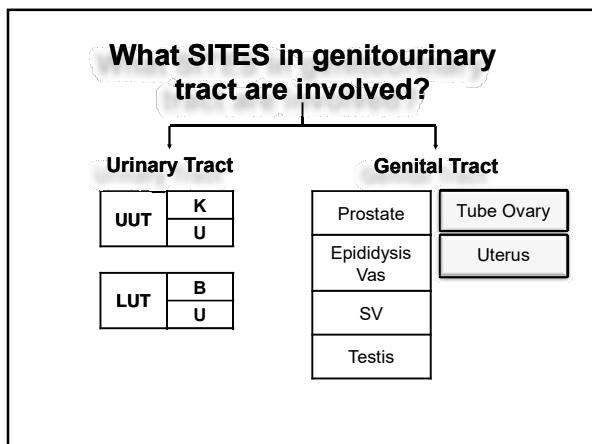 What SITES in genitourinary
tract are involved?
Urinary Tract
UUT
K
U
LUT
B
U
Genital Tract
Prostate
Epididysis
Vas
SV
Testis
Tube Ovary
Uterus